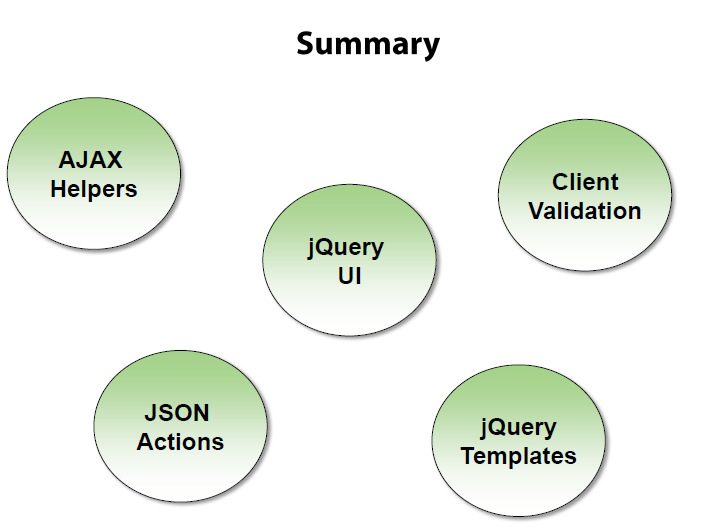 Summary
AJAX
Helpers
Client
Validation
jQuery
UI
JSON
Actions
jQuery
Templates